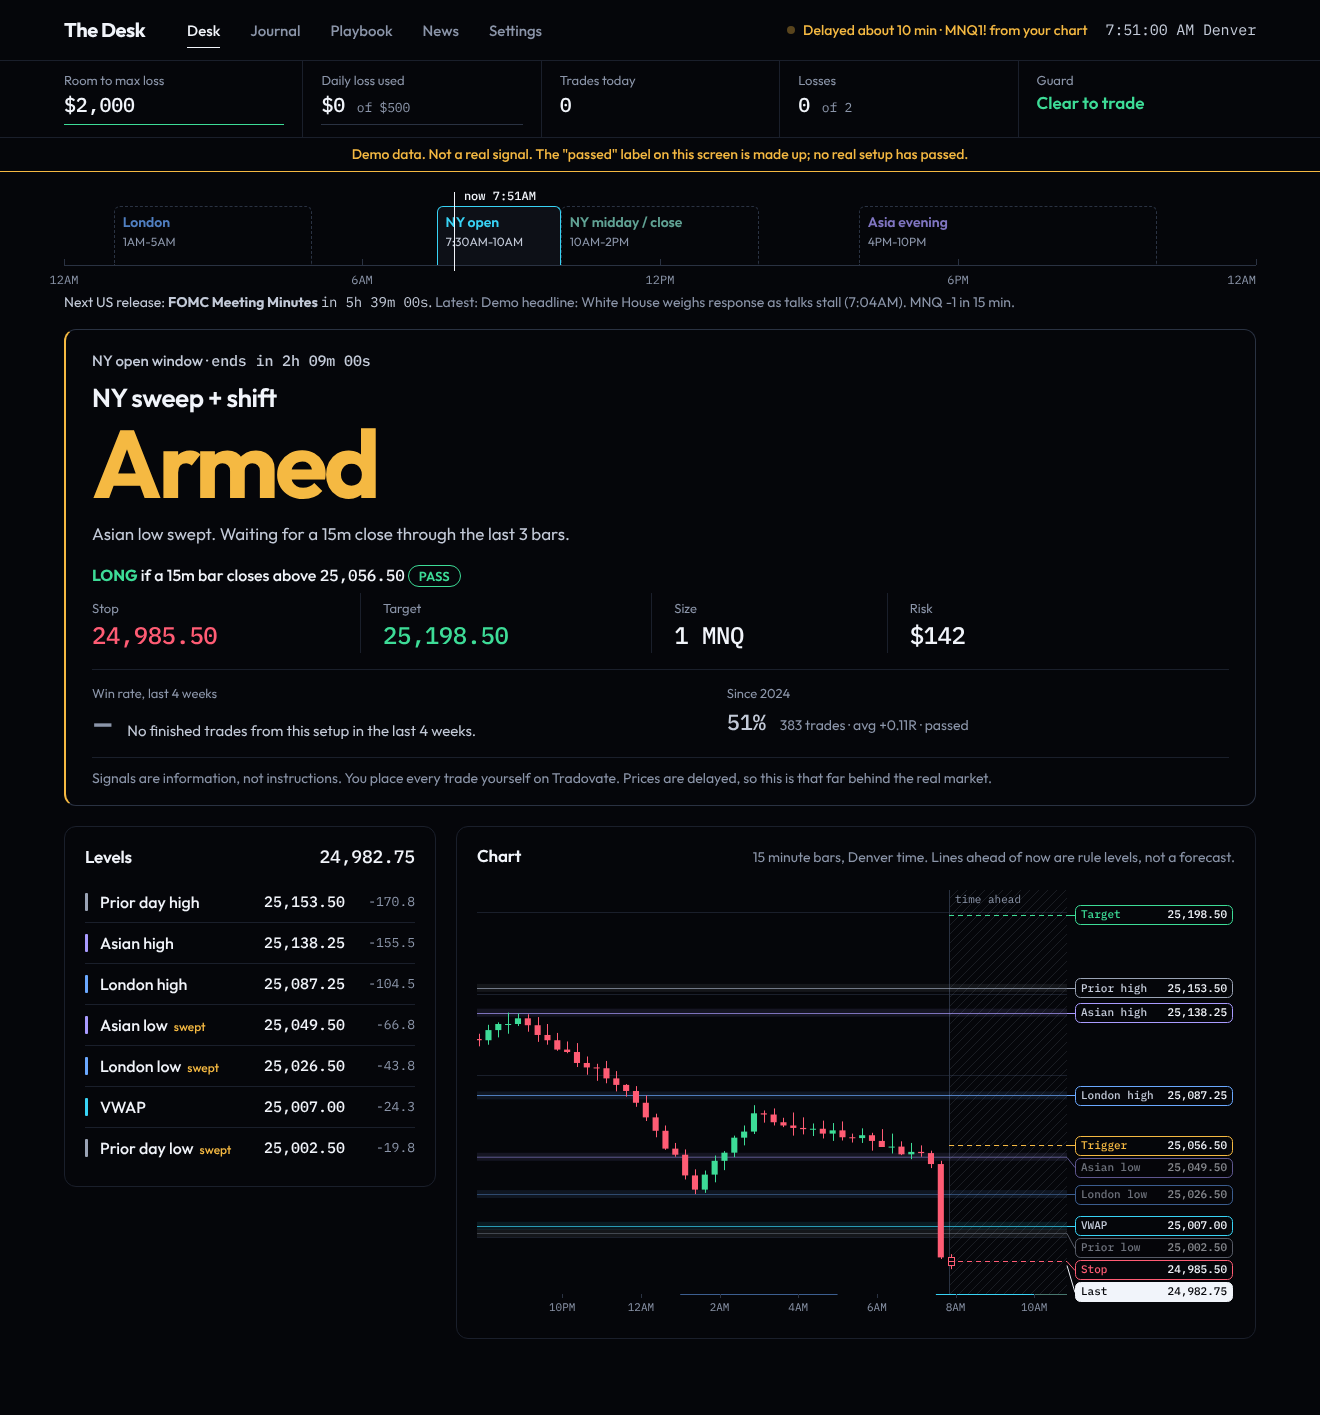 The Desk
Desk
Journal
Playbook
News
Settings
Delayed about 10 min · MNQ1! from your chart
7:51:00 AM Denver
Room to max loss
$2,000
Daily loss used
$0 of $500
Trades today
0
Losses
0 of 2
Guard
Clear to trade
Demo data. Not a real signal. The "passed" label on this screen is made up; no real setup has passed.
now 7:51AM
London
1AM-5AM
NY open
7:30AM-10AM
NY midday / close
10AM-2PM
Asia evening
4PM-10PM
12AM
6AM
12PM
6PM
12AM
Next US release: FOMC Meeting Minutes in 5h 39m 00s. Latest: Demo headline: White House weighs response as talks stall (7:04AM). MNQ -1 in 15 min.
NY open window · ends in 2h 09m 00s
NY sweep + shift
Armed
Asian low swept. Waiting for a 15m close through the last 3 bars.
LONG if a 15m bar closes above 25,056.50 PASS
Stop
24,985.50
Target
25,198.50
Size
1 MNQ
Risk
$142
Win rate, last 4 weeks
— No finished trades from this setup in the last 4 weeks.
Since 2024
51% 383 trades · avg +0.11R · passed
Signals are information, not instructions. You place every trade yourself on Tradovate. Prices are delayed, so this is that far behind the real market.
Levels 24,982.75
Prior day high 25,153.50 -170.8
Asian high 25,138.25 -155.5
London high 25,087.25 -104.5
Asian low swept 25,049.50 -66.8
London low swept 25,026.50 -43.8
VWAP 25,007.00 -24.3
Prior day low swept 25,002.50 -19.8
Chart
15 minute bars, Denver time. Lines ahead of now are rule levels, not a forecast.
time ahead
Target 25,198.50
Prior high 25,153.50
Asian high 25,138.25
London high 25,087.25
Trigger 25,056.50
Asian low 25,049.50
London low 25,026.50
VWAP 25,007.00
Prior low 25,002.50
Stop 24,985.50
Last 24,982.75
10PM
12AM
2AM
4AM
6AM
8AM
10AM